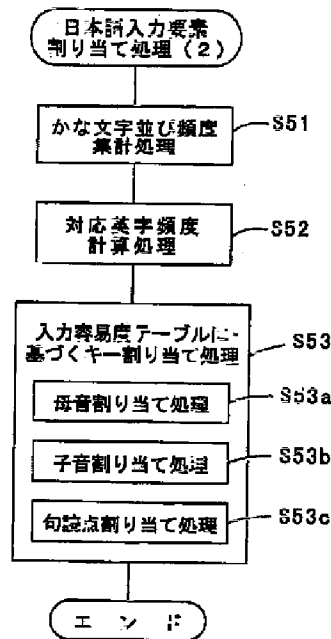 日本語入力要素
割り当て処理（2）
かな文字並び頻度
集計処理
S51
対応英字頻度
計算処理
S52
入力容易度テーブルに
基づくキー割り当て処理
S53
母音割り当て処理
S53a
子音割り当て処理
S53b
句読点割り当て処理
S53c
エンド